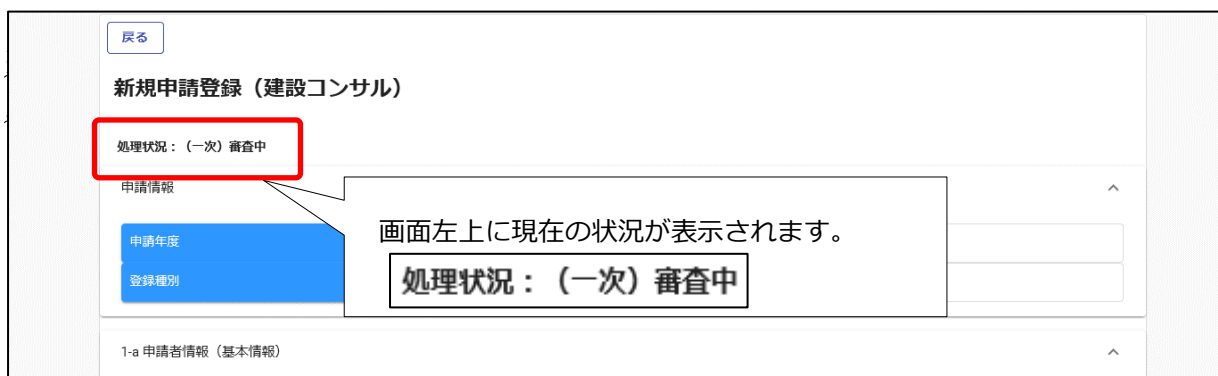 戻る
新規申請登録（建設コンサル）
処理状況：（一次）審査中
申請情報
画面左上に現在の状況が表示されます。
申請年度
処理状況：（一次）審査中
登録種別
1-a 申請者情報（基本情報）